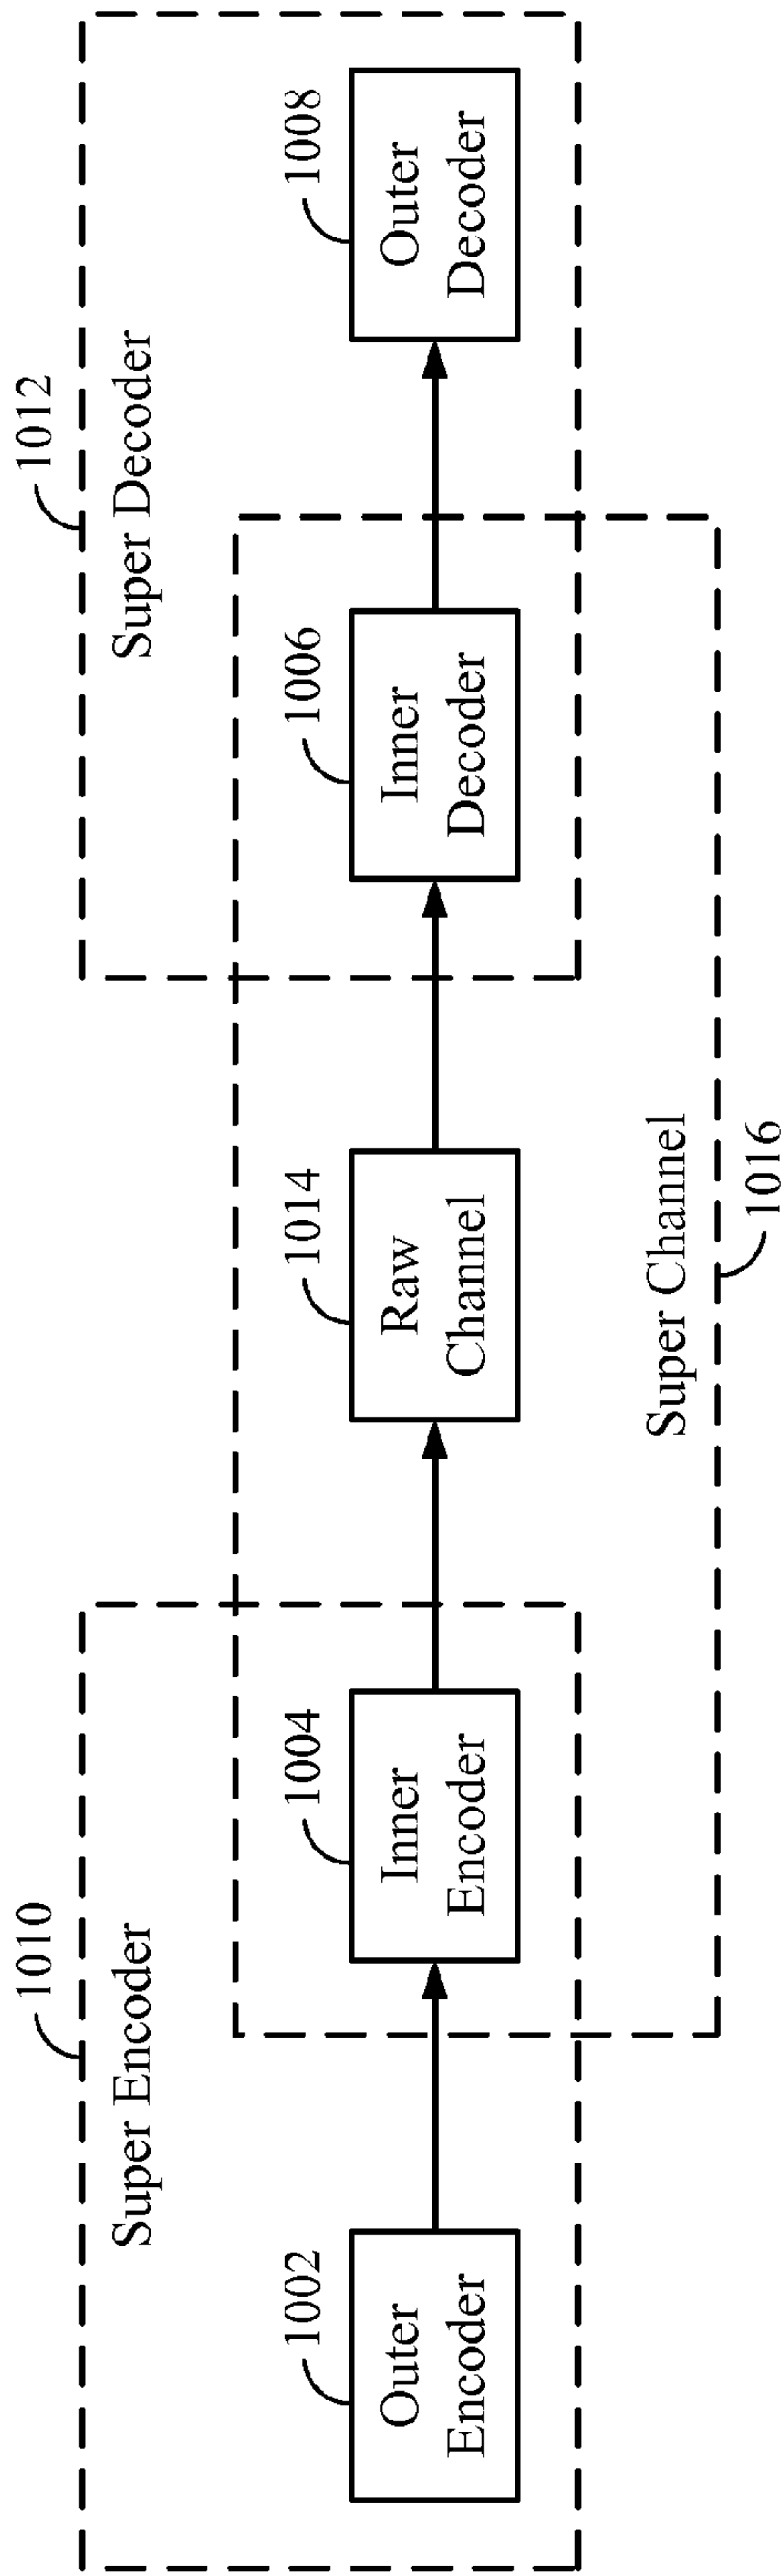 1010
Super Encoder
1012
Super Decoder
1002
Outer
Encoder
1004
Inner
Encoder
1014
Raw
Channel
1006
Inner
Decoder
1008
Outer
Decoder
Super Channel
1016